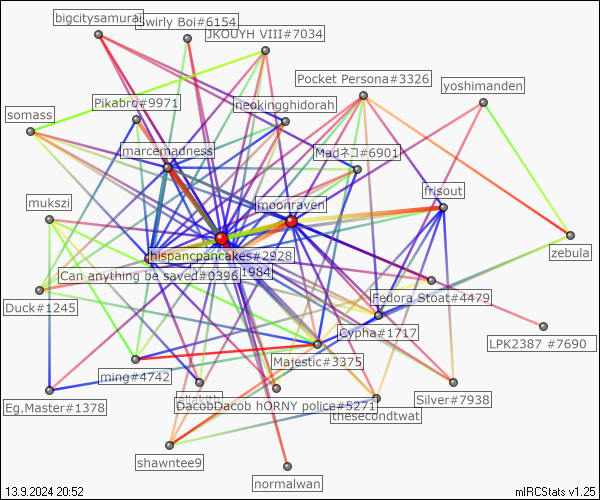 bigcitysamurai
Swirly Boi#6154
JKOUYH VIII#7034
Pocket Persona#3326
yoshimanden
Pikabro#9971
neokingghidorah
somass
marcemadness
Madネコ#6901
frisout
mukszi
moonraven
hispancpancakes#2928
zebula
Can anything be saved?#0396
1984
Fedora Stoat#4479
Duck#1245
Cypha#1717
LPK2387 #7690
Majestic#3375
ming#4742
Eg.Master#1378
DacobDacob hORNY police#5271
Silver#7938
thesecondtwat
shawntee9
normalwan
13.9.2024 20:52
mIRCStats v1.25